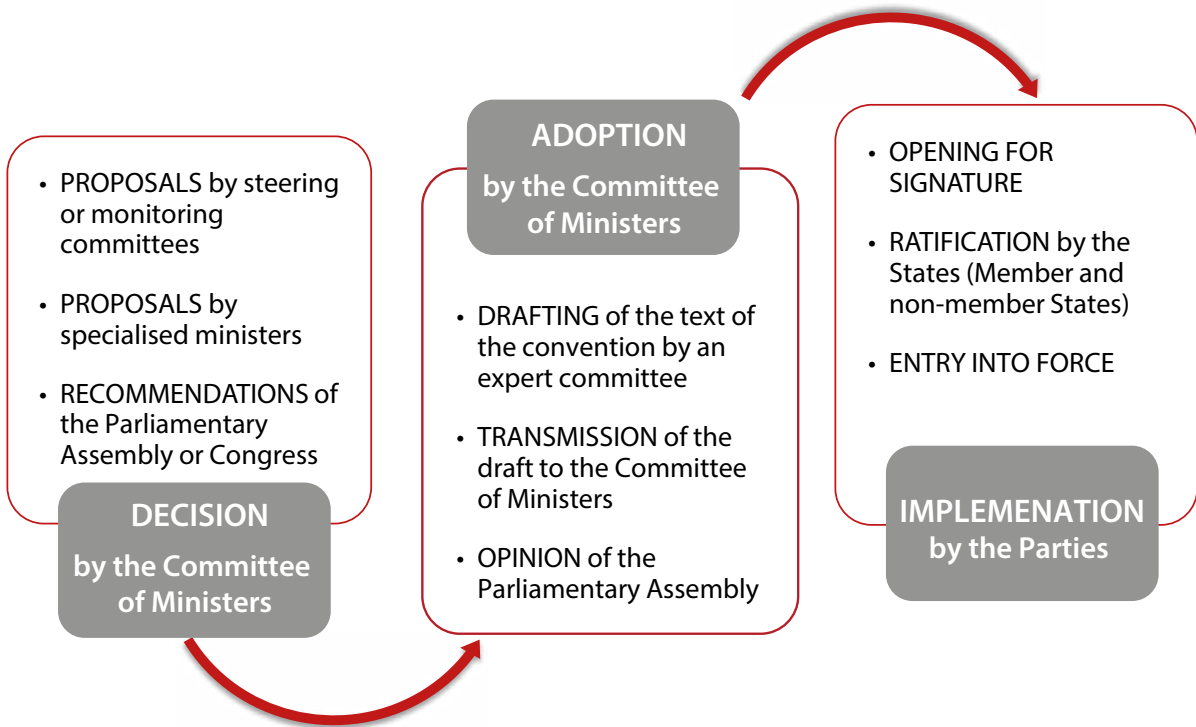 • PROPOSALS by steering
or monitoring
committees
• PROPOSALS by
specialised ministers
• RECOMMENDATIONS of
the Parliamentary
Assembly or Congress
DECISION
by the Committee
of Ministers
ADOPTION
by the Committee
of Ministers
• DRAFTING of the text of
the convention by an
expert committee
• TRANSMISSION of the
draft to the Committee
of Ministers
• OPINION of the
Parliamentary Assembly
• OPENING FOR
SIGNATURE
• RATIFICATION by the
States (Member and
non-member States)
• ENTRY INTO FORCE
IMPLEMENATION
by the Parties